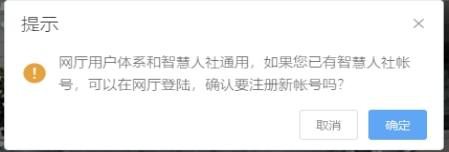 提示
网厅用户体系和智慧人社通用，如果您已有智慧人社帐
号，可以在网厅登陆，确认要注册新帐号吗？
取消
确定